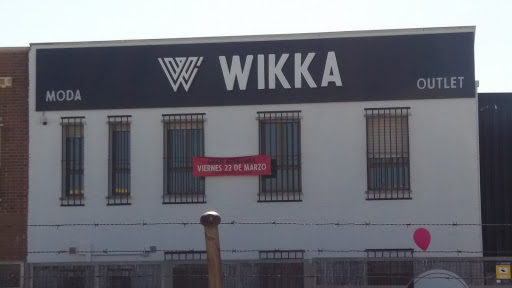 WIKKA
MODA
OUTLET
VIERNES 22 DE MARZO